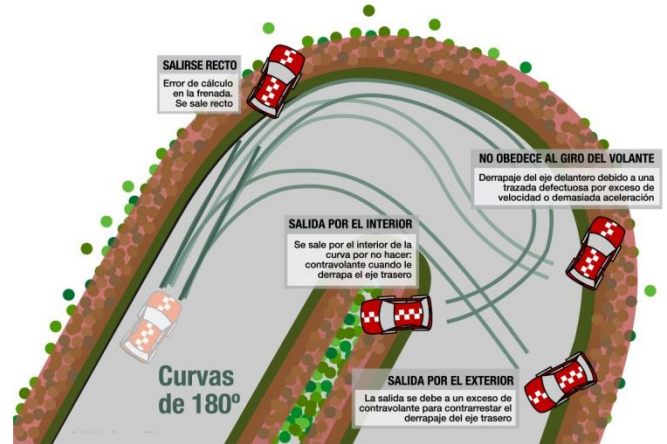 SALIRSE RECTO
Error de cálculo
en la frenada.
Se sale recto
NO OBEDECE AL GIRO DEL VOLANTE
Derrapaje del eje delantero debido a una
trazada defectuosa por exceso de
velocidad o demasiada aceleración
SALIDA POR EL INTERIOR
Se sale por el interior de la
curva por no hacer:
contravolante cuando le
derrapa el eje trasero
Curvas
de 180º
SALIDA POR EL EXTERIOR
La salida se debe a un exceso de
contravolante para contrarrestar el
derrapaje del eje trasero